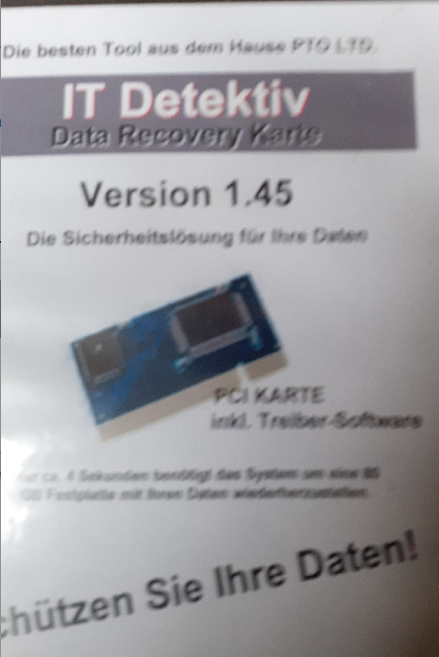 Die besten Tool aus dem Hause PTG LTD.
IT Detektiv
Data Recovery Karte
Version 1.45
Die Sicherheitslösung für Ihre Daten
PCI KARTE
inkl. Treiber-Software
ca. 4 Sekunden benötigt das System um eine 80
GB Festplatte mit Ihren Daten wiederherzustellen.
chützen Sie Ihre Daten!